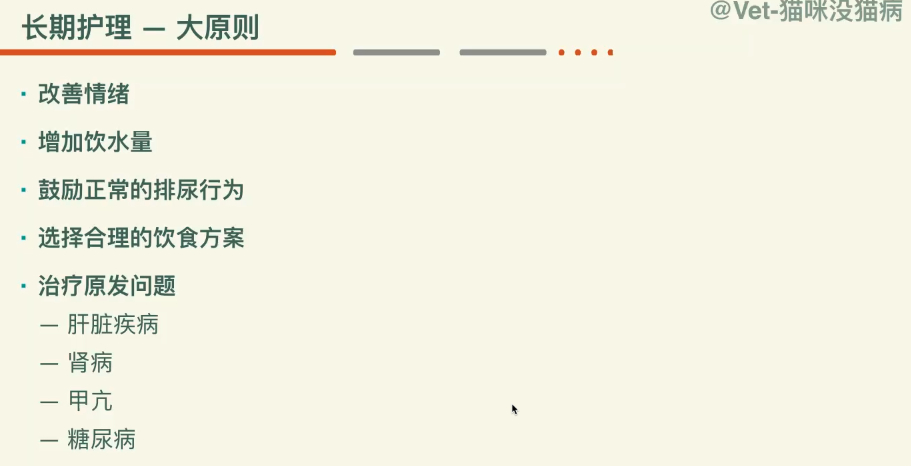 长期护理 — 大原则
@Vet-猫咪没猫病
· 改善情绪
· 增加饮水量
· 鼓励正常的排尿行为
· 选择合理的饮食方案
· 治疗原发问题
— 肝脏疾病
— 肾病
— 甲亢
— 糖尿病